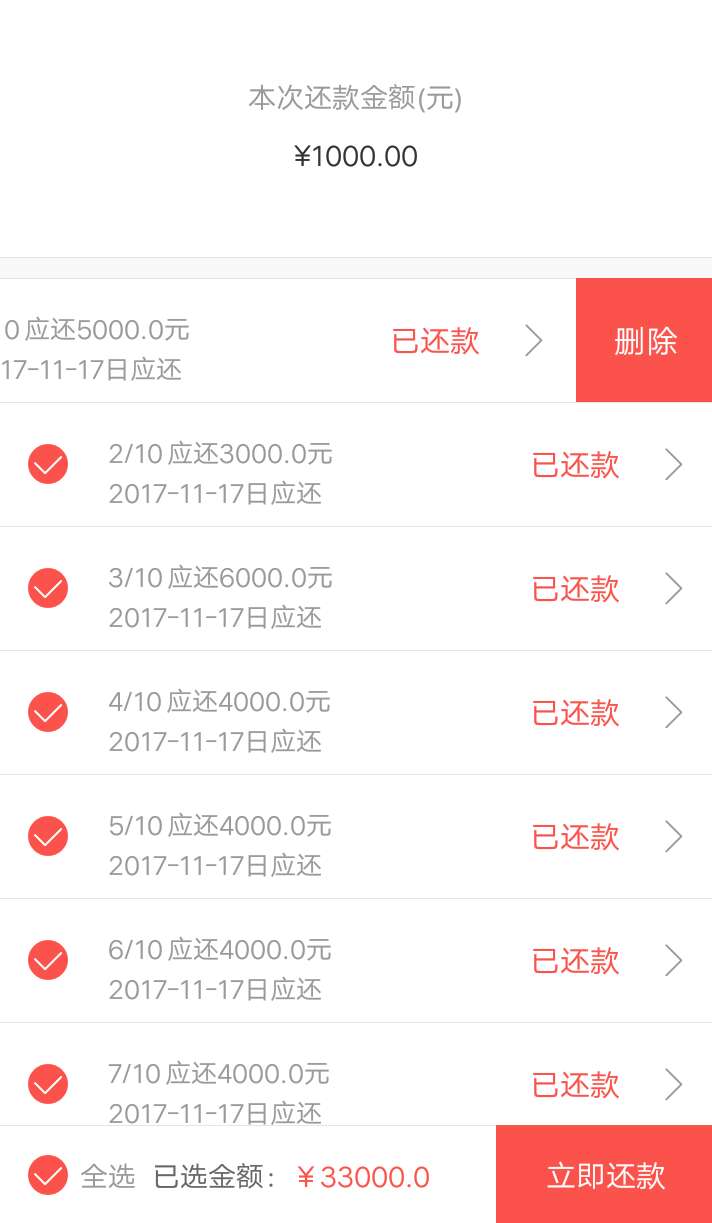 本次还款金额(元)
¥1000.00
0 应还5000.0元
已还款
删除
17-11-17日应还
2/10 应还3000.0元
已还款
2017-11-17日应还
3/10 应还6000.0元
已还款
2017-11-17日应还
4/10 应还4000.0元
已还款
2017-11-17日应还
5/10 应还4000.0元
已还款
2017-11-17日应还
6/10 应还4000.0元
已还款
2017-11-17日应还
7/10 应还4000.0元
已还款
2017-11-17日应还
全选 已选金额：￥33000.0
立即还款